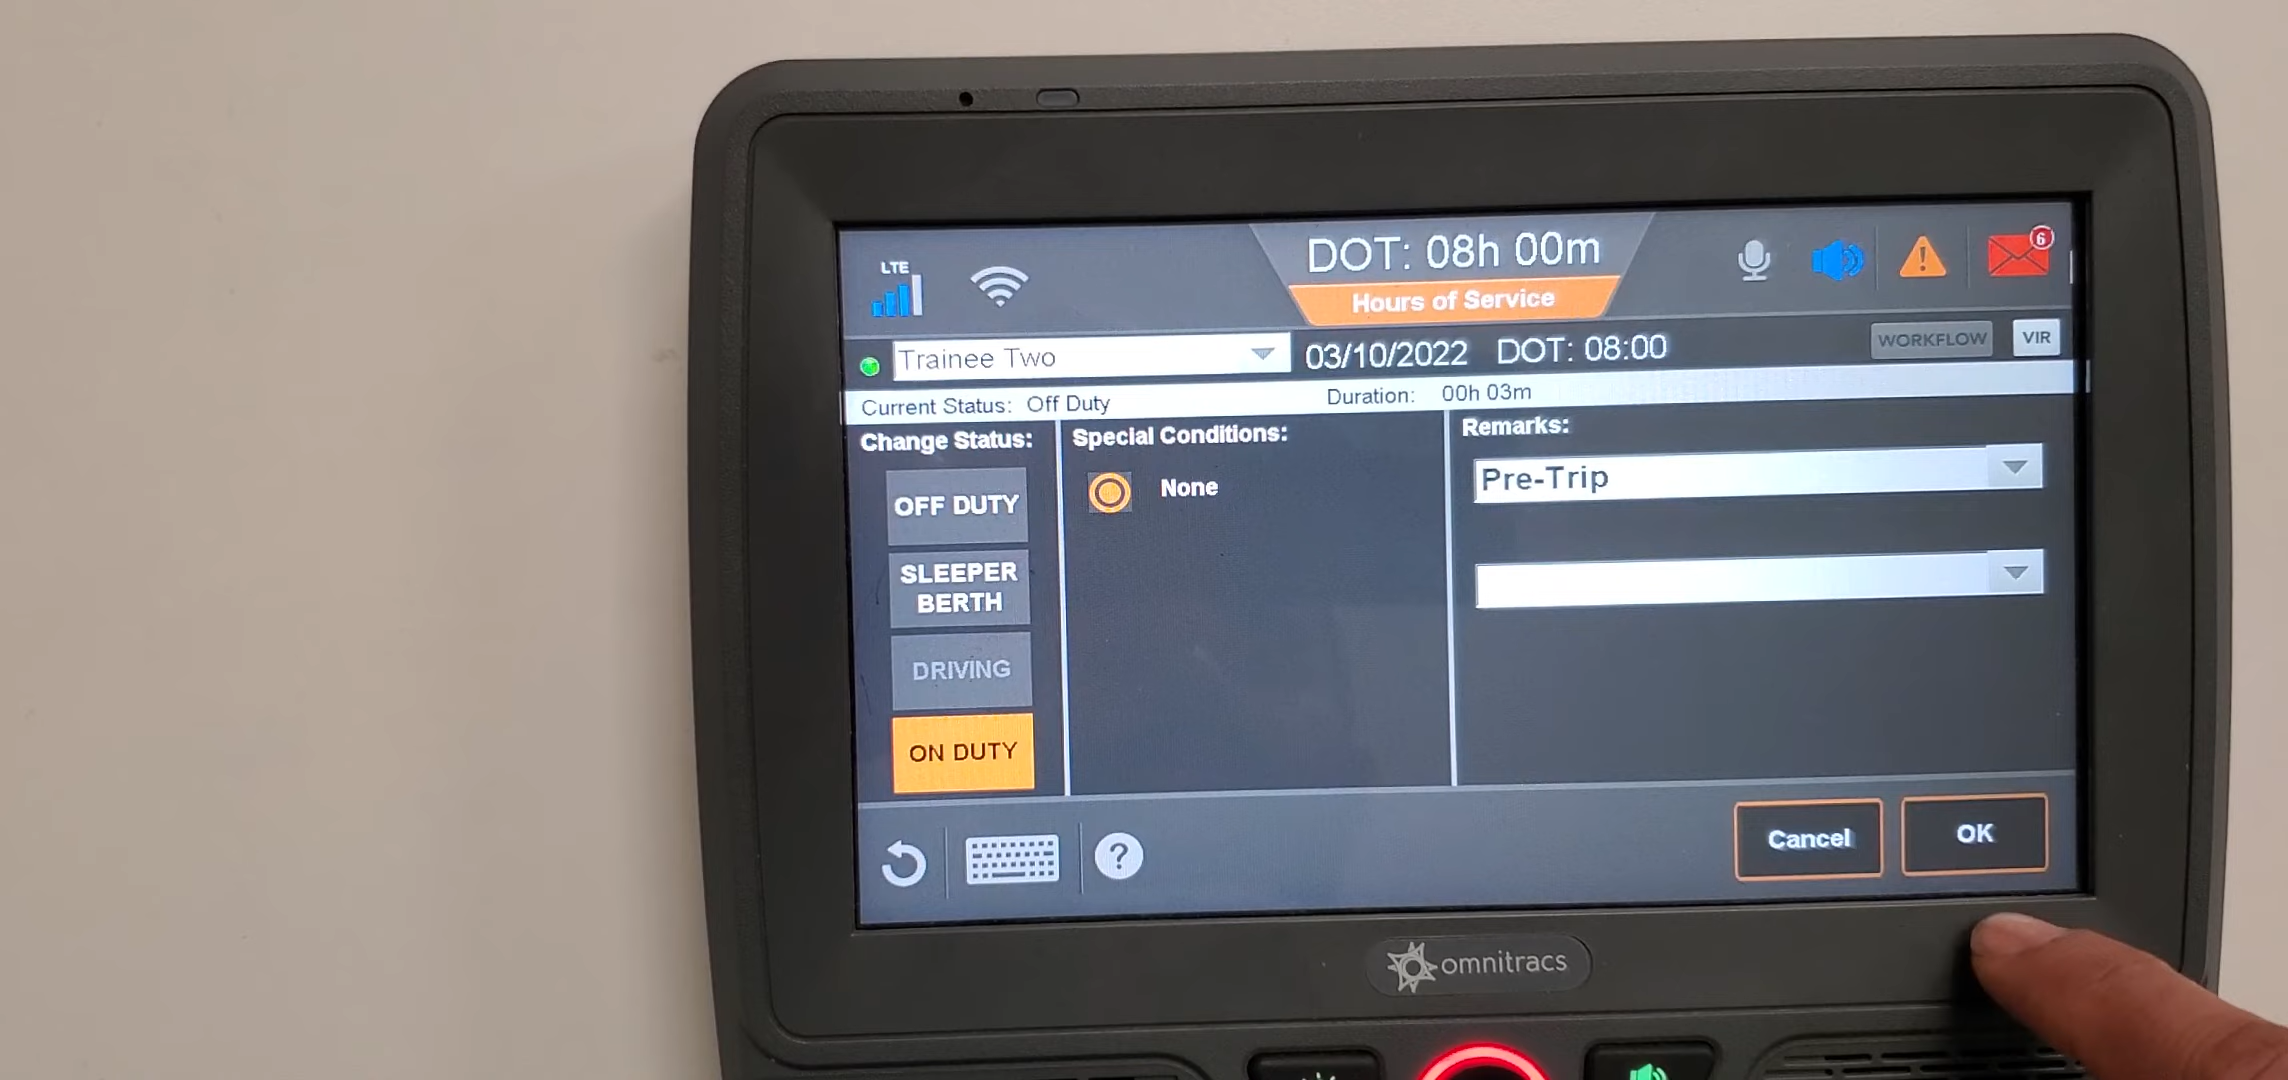 LTE
DOT: 08h 00m
6
Hours of Service
Trainee Two
03/10/2022 DOT: 08:00
WORKFLOW
VIR
Current Status: Off Duty
Duration: 00h 03m
Change Status:
Special Conditions:
Remarks:
OFF DUTY
None
Pre-Trip
SLEEPER
BERTH
DRIVING
ON DUTY
?
Cancel
OK
omnitracs